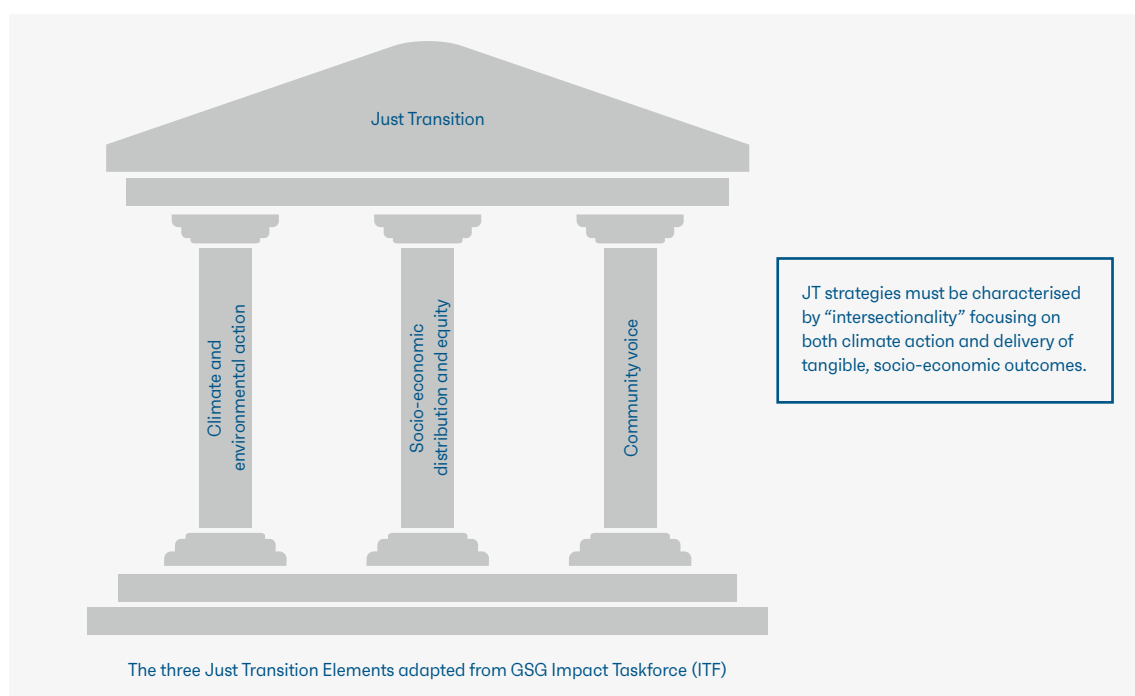 Just Transition
Climate and
environmental action
Socio-economic
distribution and equity
Community voice
JT strategies must be characterised
by “intersectionality” focusing on
both climate action and delivery of
tangible, socio-economic outcomes.
The three Just Transition Elements adapted from GSG Impact Taskforce (ITF)